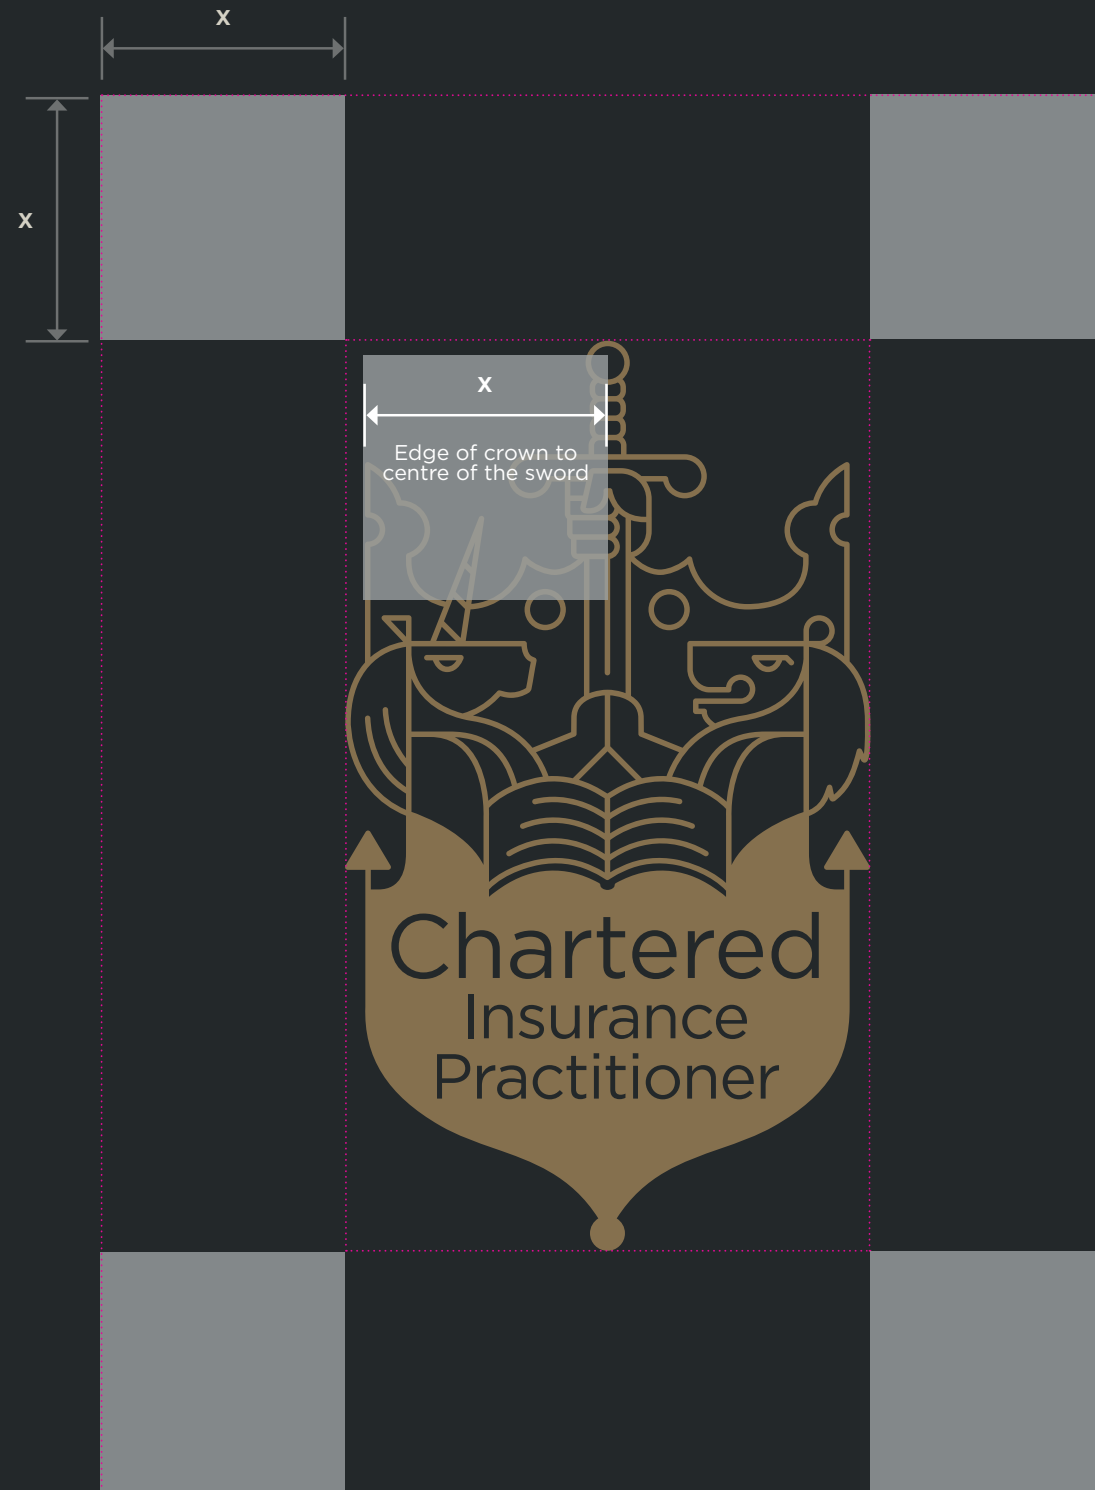 X
X
X
Edge of crown to
centre of the sword
Chartered
Insurance
Practitioner